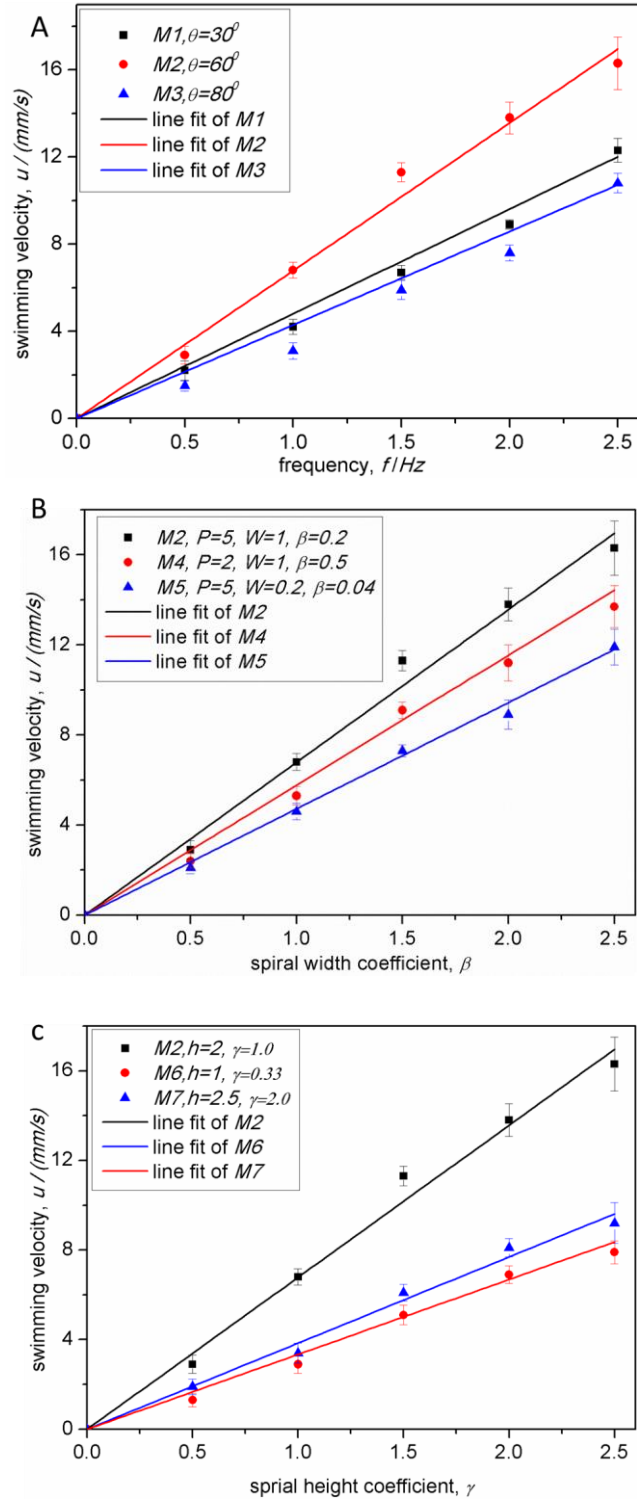 A
M1,θ=30⁰
M2,θ=60⁰
M3,θ=80⁰
line fit of M1
line fit of M2
line fit of M3
swimming velocity, u / (mm/s)
16
12
8
4
0
0.0 0.5 1.0 1.5 2.0 2.5
frequency, f/Hz
B
M2, P=5, W=1, β=0.2
M4, P=2, W=1, β=0.5
M5, P=5, W=0.2, β=0.04
line fit of M2
line fit of M4
line fit of M5
swimming velocity, u / (mm/s)
16
12
8
4
0
0.0 0.5 1.0 1.5 2.0 2.5
spiral width coefficient, β
c
M2,h=2, γ=1.0
M6,h=1, γ=0.33
M7,h=2.5, γ=2.0
line fit of M2
line fit of M6
line fit of M7
swimming velocity, u / (mm/s)
16
12
8
4
0
0.0 0.5 1.0 1.5 2.0 2.5
sprial height coefficient, γ